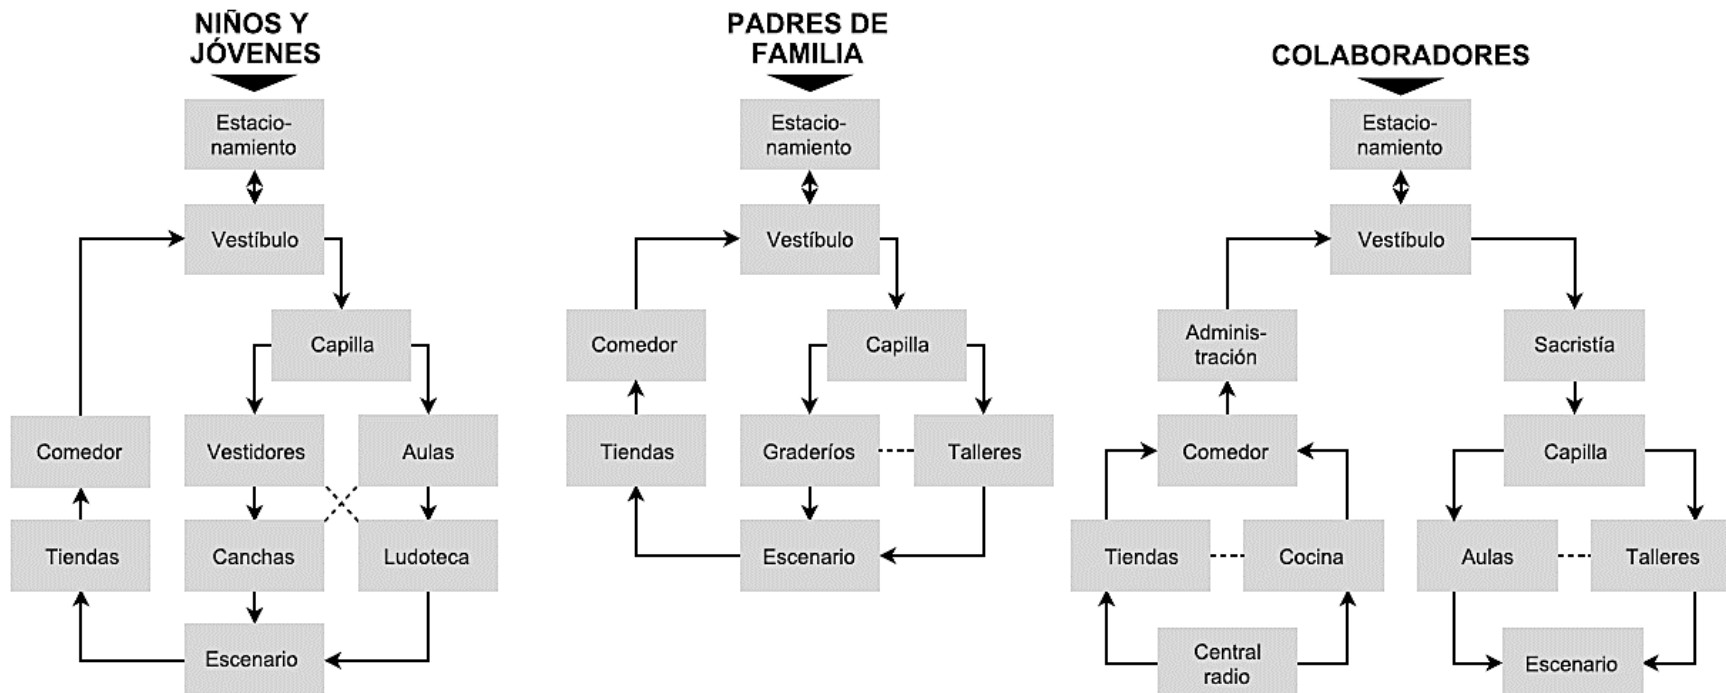 NIÑOS Y
JÓVENES
Estacio-
namiento
Vestíbulo
Capilla
Comedor
Vestidores
Aulas
Tiendas
Canchas
Ludoteca
Escenario
PADRES DE
FAMILIA
Estacio-
namiento
Vestíbulo
Comedor
Capilla
Tiendas
Graderíos
Talleres
Escenario
COLABORADORES
Estacio-
namiento
Vestíbulo
Adminis-
tración
Sacristía
Comedor
Capilla
Tiendas
Cocina
Aulas
Talleres
Central
radio
Escenario